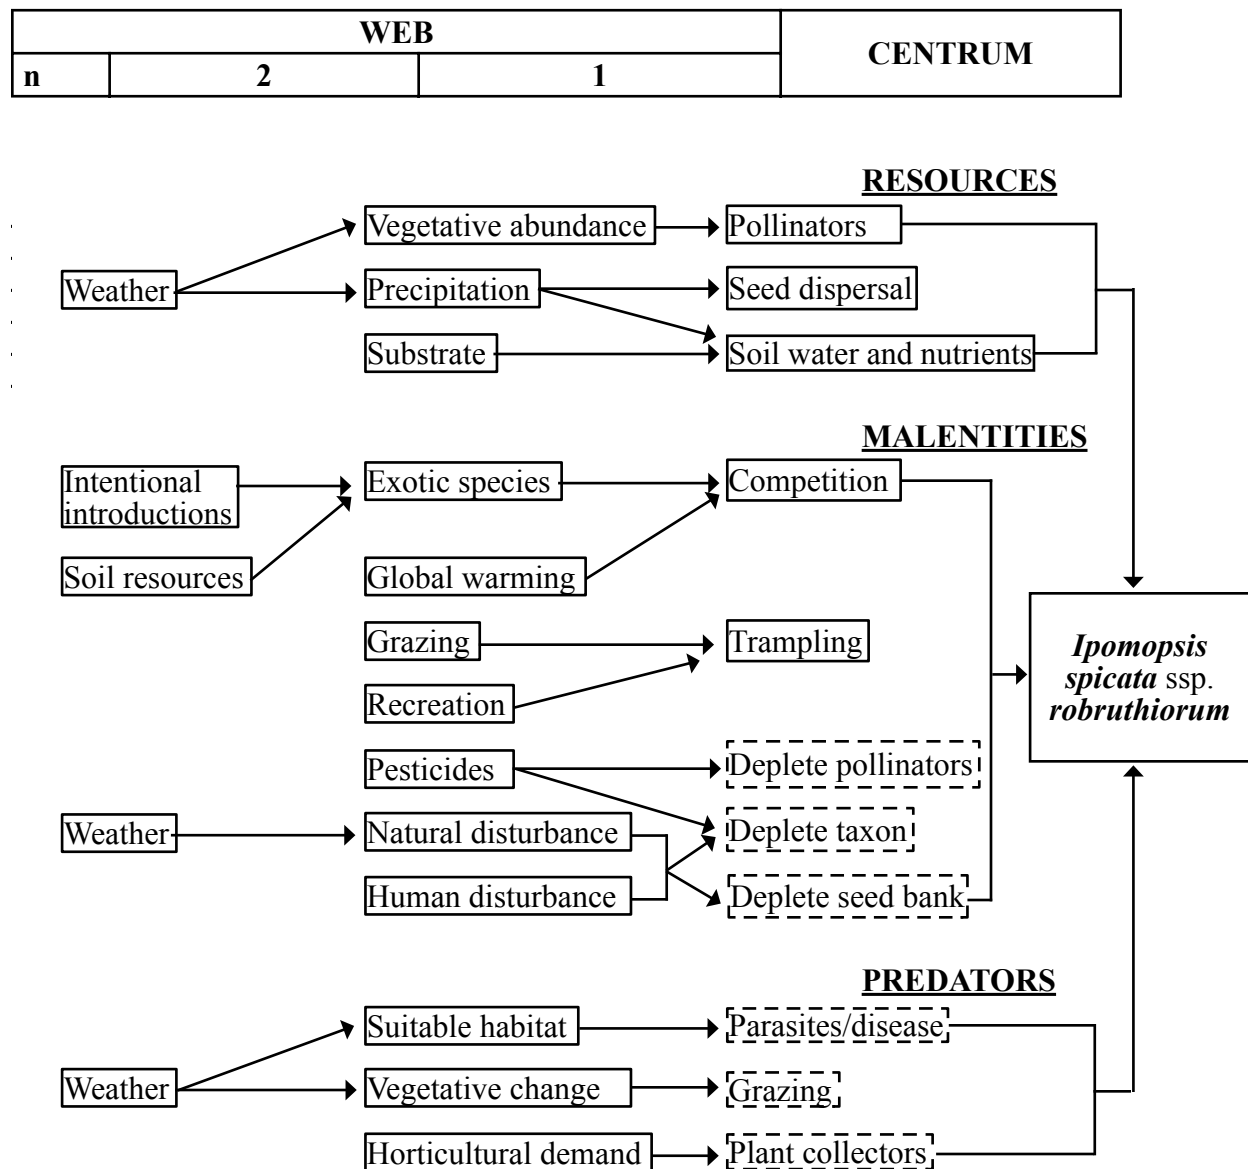 WEB
CENTRUM
n
2
1
RESOURCES
Vegetative abundance
Pollinators
Weather
Precipitation
Seed dispersal
Substrate
Soil water and nutrients
MALENTITIES
Intentional
introductions
Exotic species
Competition
Soil resources
Global warming
Grazing
Trampling
Recreation
Ipomopsis
spicata ssp.
robruthiorum
Pesticides
Deplete pollinators
Weather
Natural disturbance
Deplete taxon
Human disturbance
Deplete seed bank
PREDATORS
Suitable habitat
Parasites/disease
Weather
Vegetative change
Grazing
Horticultural demand
Plant collectors